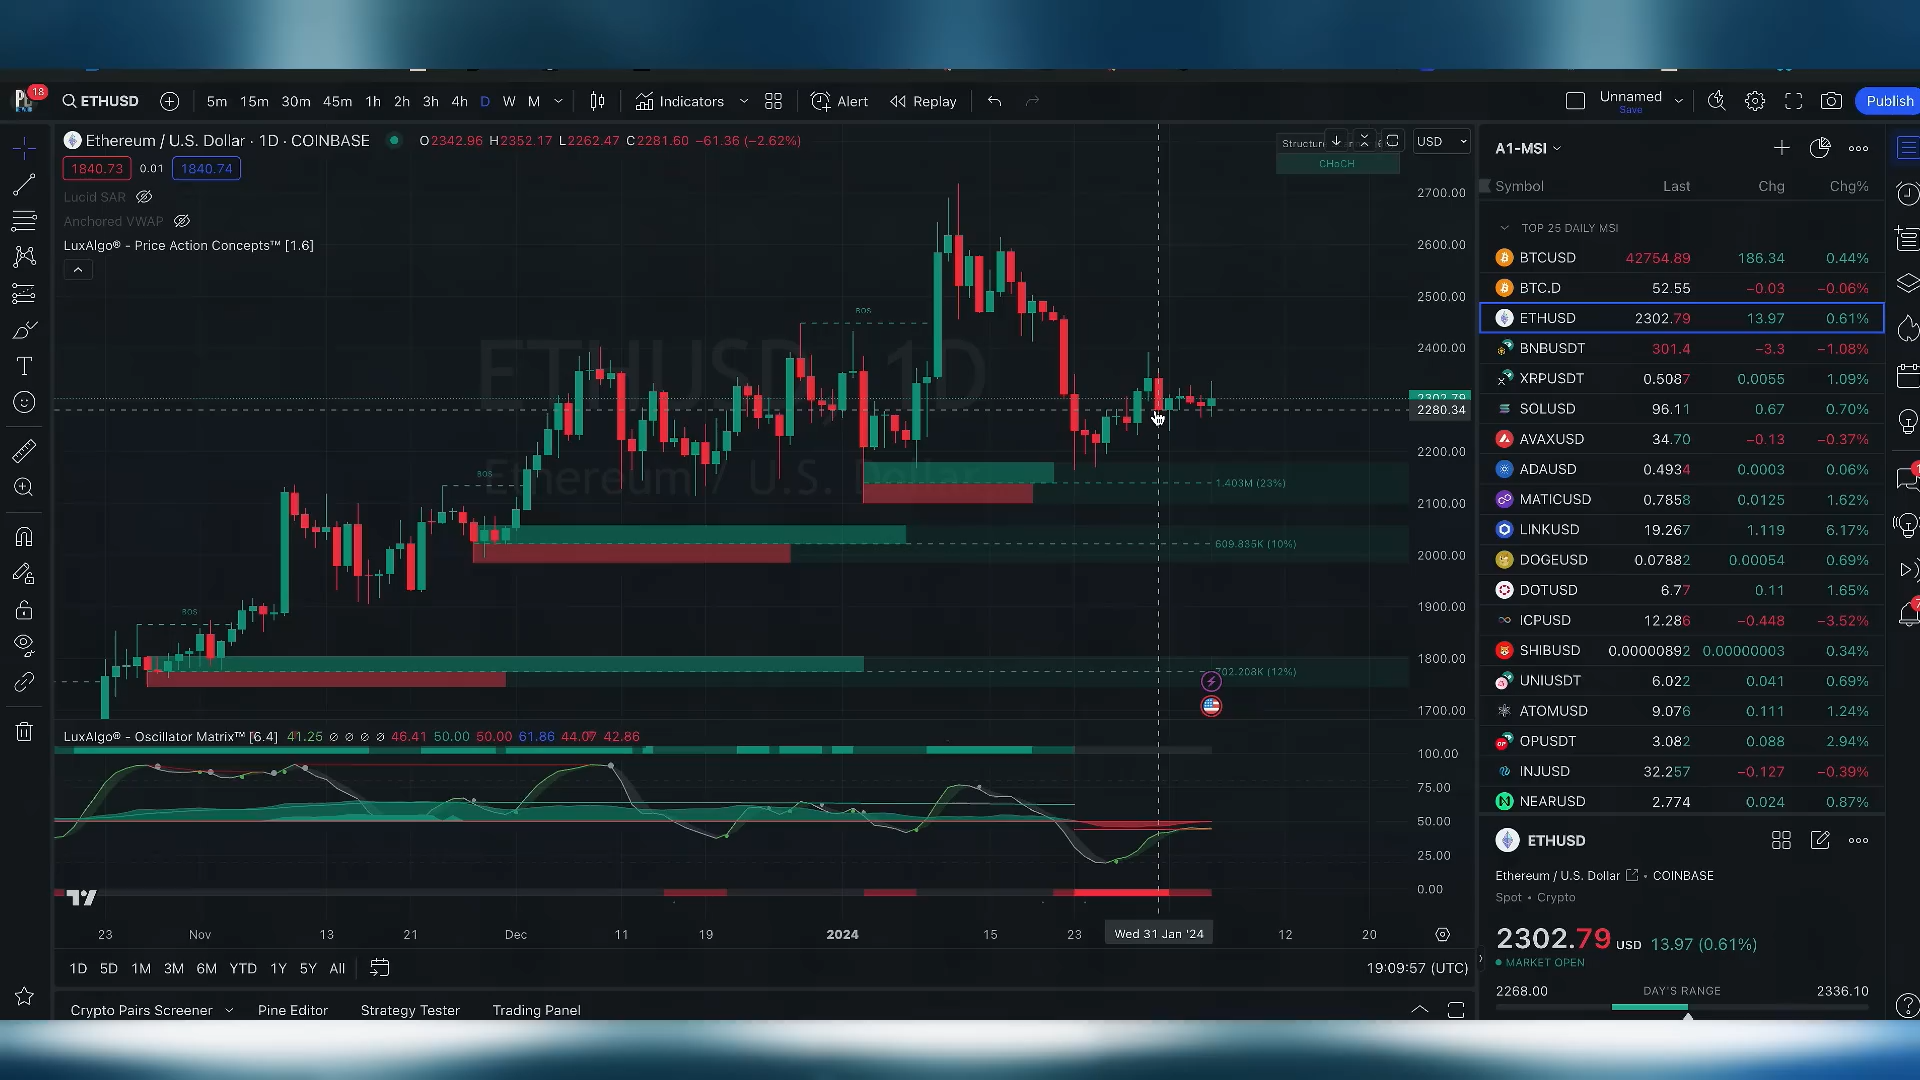 18
ETHUSD
5m 15m 30m 45m 1h 2h 3h 4h D W M
Indicators
Alert
Replay
Unnamed
Save
Publish
Ethereum / U.S. Dollar · 1D · COINBASE
O2342.96 H2352.17 L2262.47 C2281.60 −61.36 (−2.62%)
1840.73 0.01 1840.74
Lucid SAR
Anchored VWAP
LuxAlgo® - Price Action Concepts™ [1.6]
CHoCH
USD
2700.00
2600.00
2500.00
2400.00
2302.79
2280.34
2200.00
2100.00
2000.00
1900.00
1800.00
1700.00
ETHUSD, 1D
Ethereum / U.S. Dollar
BOS
BOS
BOS
1.403M (23%)
609.835K (10%)
702.208K (12%)
LuxAlgo® - Oscillator Matrix™ [6.4] 41.25 ∅ ∅ ∅ ∅ 46.41 50.00 50.00 61.86 44.07 42.86
100.00
75.00
50.00
25.00
0.00
23 Nov 13 21 Dec 11 19 2024 15 23 Wed 31 Jan '24 12 20
1D 5D 1M 3M 6M YTD 1Y 5Y All
19:09:57 (UTC)
Crypto Pairs Screener Pine Editor Strategy Tester Trading Panel
A1-MSI
Symbol Last Chg Chg%
TOP 25 DAILY MSI
BTCUSD 42754.89 186.34 0.44%
BTC.D 52.55 −0.03 −0.06%
ETHUSD 2302.79 13.97 0.61%
BNBUSDT 301.4 −3.3 −1.08%
XRPUSDT 0.5087 0.0055 1.09%
SOLUSD 96.11 0.67 0.70%
AVAXUSD 34.70 −0.13 −0.37%
ADAUSD 0.4934 0.0003 0.06%
MATICUSD 0.7858 0.0125 1.62%
LINKUSD 19.267 1.119 6.17%
DOGEUSD 0.07882 0.00054 0.69%
DOTUSD 6.77 0.11 1.65%
ICPUSD 12.286 −0.448 −3.52%
SHIBUSD 0.00000892 0.00000003 0.34%
UNIUSDT 6.022 0.041 0.69%
ATOMUSD 9.076 0.111 1.24%
OPUSDT 3.082 0.088 2.94%
INJUSD 32.257 −0.127 −0.39%
NEARUSD 2.774 0.024 0.87%
ETHUSD
Ethereum / U.S. Dollar • COINBASE
Spot • Crypto
2302.79 USD 13.97 (0.61%)
MARKET OPEN
2268.00 DAY'S RANGE 2336.10